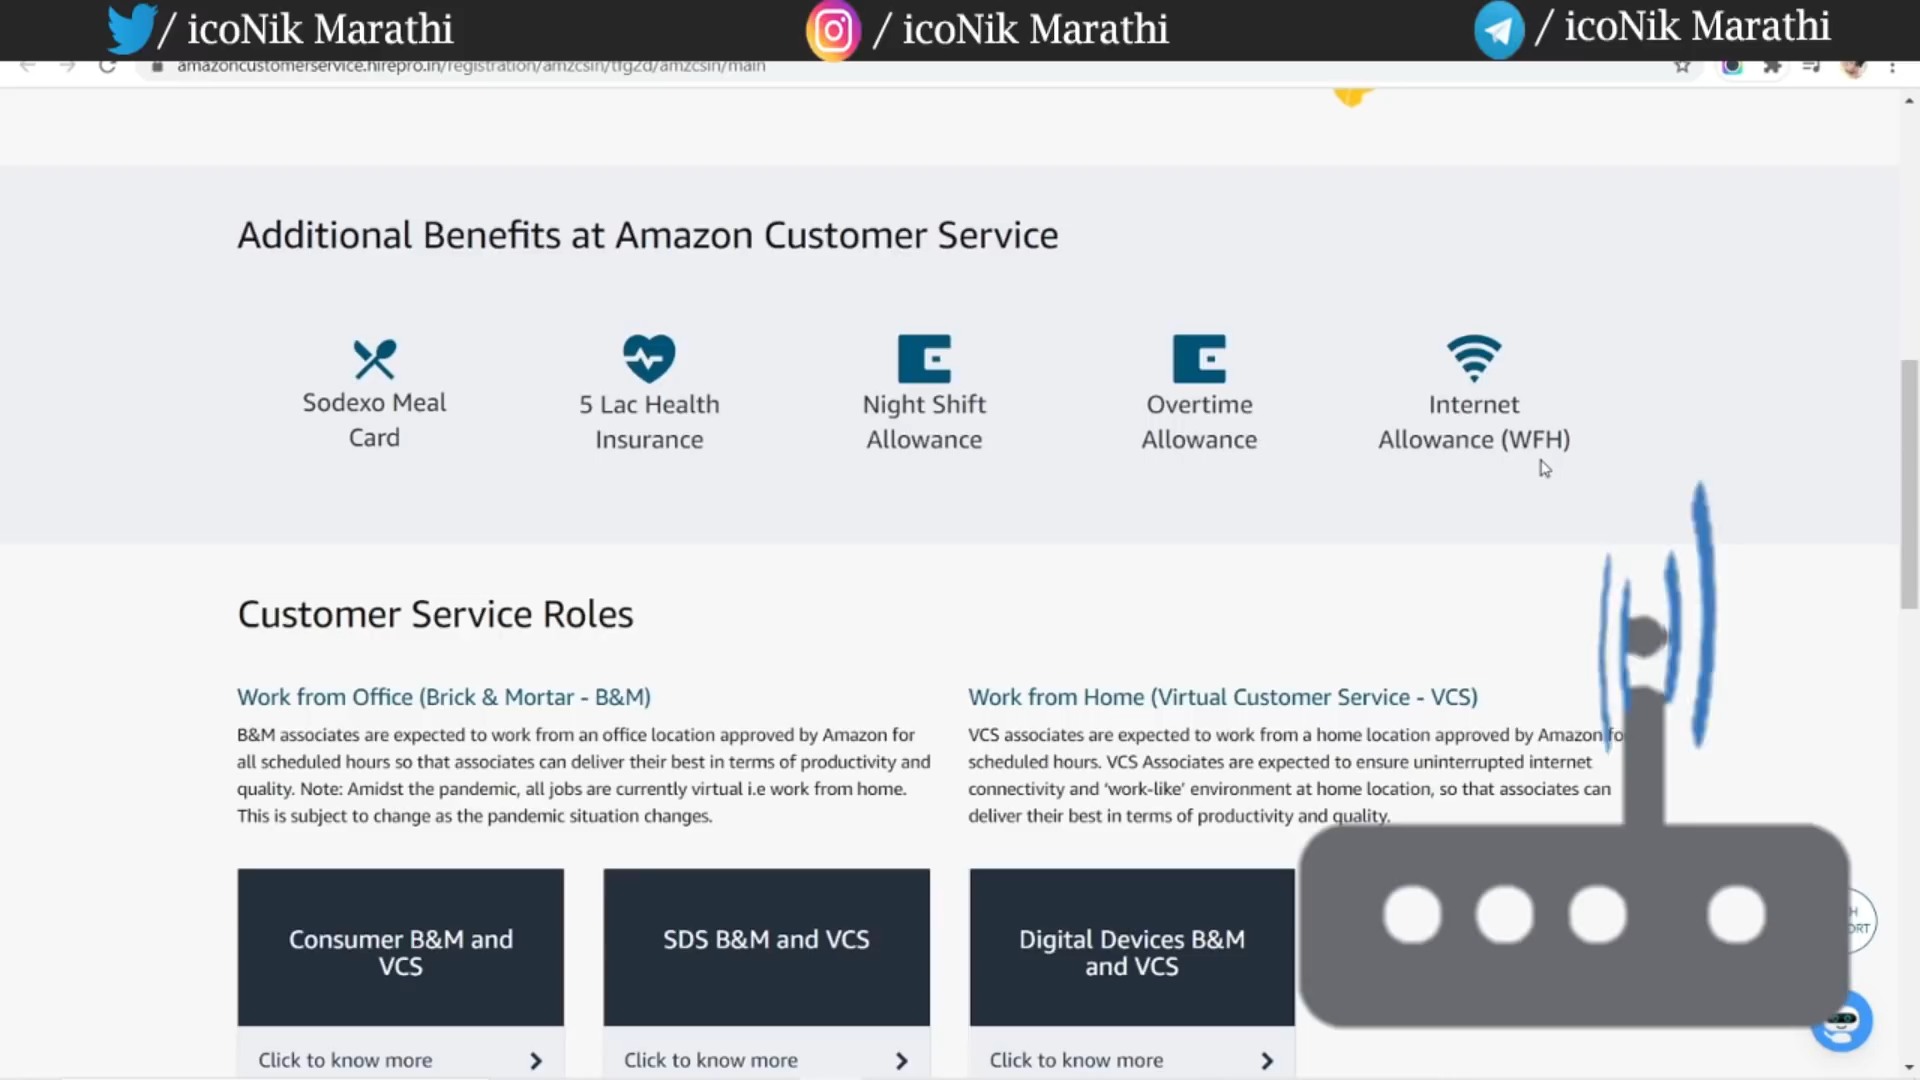 / icoNik Marathi
/ icoNik Marathi
/ icoNik Marathi
amazoncustomerservice.hirepro.in/registration/amzcsin/tfg2d/amzcsin/main
Additional Benefits at Amazon Customer Service
Sodexo Meal
Card
5 Lac Health
Insurance
Night Shift
Allowance
Overtime
Allowance
Internet
Allowance (WFH)
Customer Service Roles
Work from Office (Brick & Mortar - B&M)
B&M associates are expected to work from an office location approved by Amazon for
all scheduled hours so that associates can deliver their best in terms of productivity and
quality. Note: Amidst the pandemic, all jobs are currently virtual i.e work from home.
This is subject to change as the pandemic situation changes.
Work from Home (Virtual Customer Service - VCS)
VCS associates are expected to work from a home location approved by Amazon fo
scheduled hours. VCS Associates are expected to ensure uninterrupted internet
connectivity and 'work-like' environment at home location, so that associates can
deliver their best in terms of productivity and quality.
Consumer B&M and
VCS
Click to know more
SDS B&M and VCS
Click to know more
Digital Devices B&M
and VCS
Click to know more